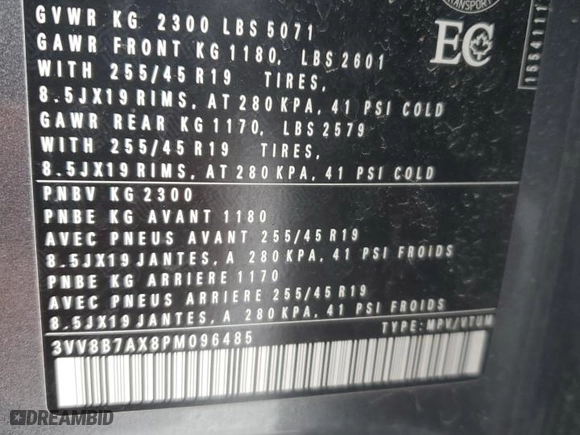 TRANSPORT
GVWR KG 2300 LBS 5071
GAWR FRONT KG 1180, LBS 2601
WITH 255/45 R19 TIRES,
8.5JX19 RIMS, AT 280 KPA, 41 PSI COLD
GAWR REAR KG 1170, LBS 2579
WITH 255/45 R19 TIRES,
8.5JX19 RIMS, AT 280 KPA, 41 PSI COLD
EC
PNBV KG 2300
PNBE KG AVANT 1180
AVEC PNEUS AVANT 255/45 R19
8.5JX19 JANTES, A 280 KPA, 41 PSI FROIDS
PNBE KG ARRIERE 1170
AVEC PNEUS ARRIERE 255/45 R19
8.5JX19 JANTES, A 280 KPA, 41 PSI FROIDS
3VV8B7AX8PM096485
TYPE: MPV/VTUM
DREAMBID